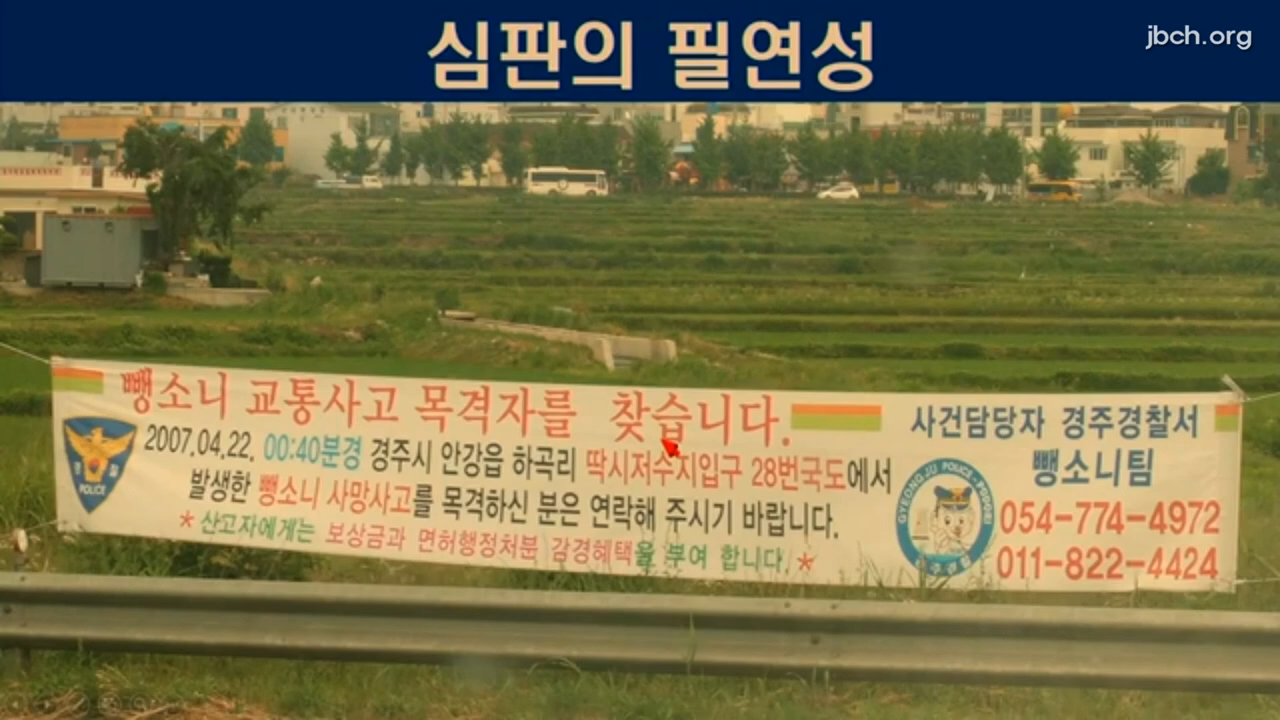 심판의 필연성
jbch.org
뺑소니 교통사고 목격자를 찾습니다.
2007.04.22. 00:40분경 경주시 안강읍 하곡리 딱시저수지입구 28번국도에서
발생한 뺑소니 사망사고를 목격하신 분은 연락해 주시기 바랍니다.
* 산고자에게는 보상금과 면허행정처분 감경혜택을 부여 합니다.*
경찰
POLICE
사건담당자 경주경찰서
뺑소니팀
054-774-4972
011-822-4424
GYEONGJU POLICE - PODORI